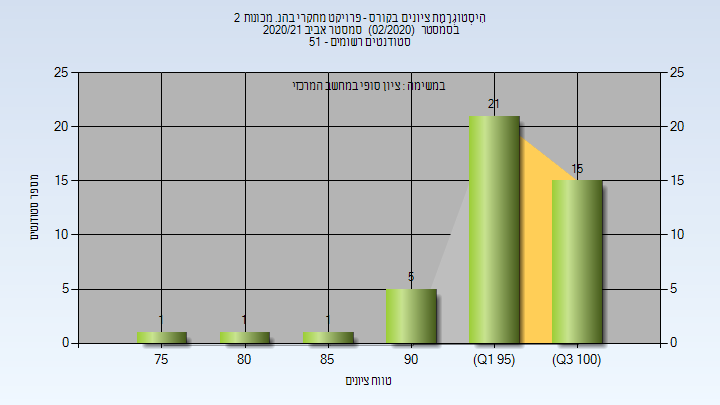 היסטוגרמת ציונים בקורס - פרויקט מחקרי בהנ. מכונות 2
בסמסטר (02/2020) סמסטר אביב 2020/21
סטודנטים רשומים - 51
במשימה : ציון סופי במחשב המרכזי
25 25
20 20
15 15
10 10
5 5
0 0
1 1 1 5 21 15
מספר סטודנטים
75 80 85 90 (Q1 95) (Q3 100)
טווח ציונים